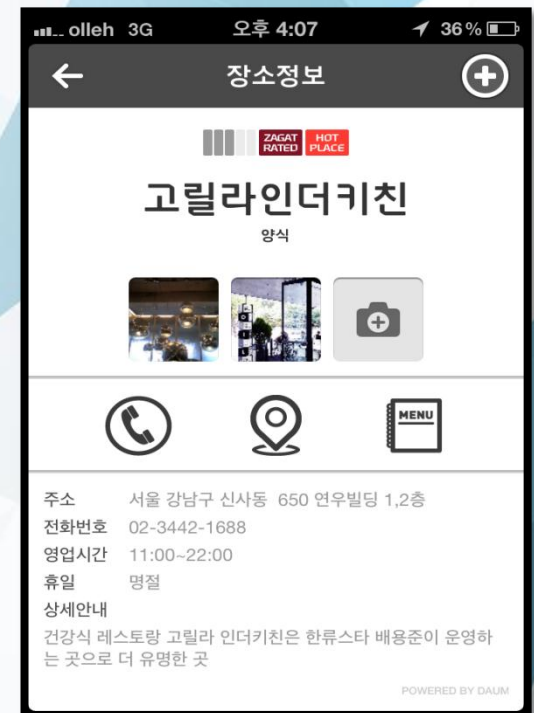 olleh 3G 오후 4:07 36%
장소정보
ZAGAT RATED HOT PLACE
고릴라인더키친
양식
MENU
주소 서울 강남구 신사동 650 연우빌딩 1,2층
전화번호 02-3442-1688
영업시간 11:00~22:00
휴일 명절
상세안내
건강식 레스토랑 고릴라 인더키친은 한류스타 배용준이 운영하
는 곳으로 더 유명한 곳
POWERED BY DAUM